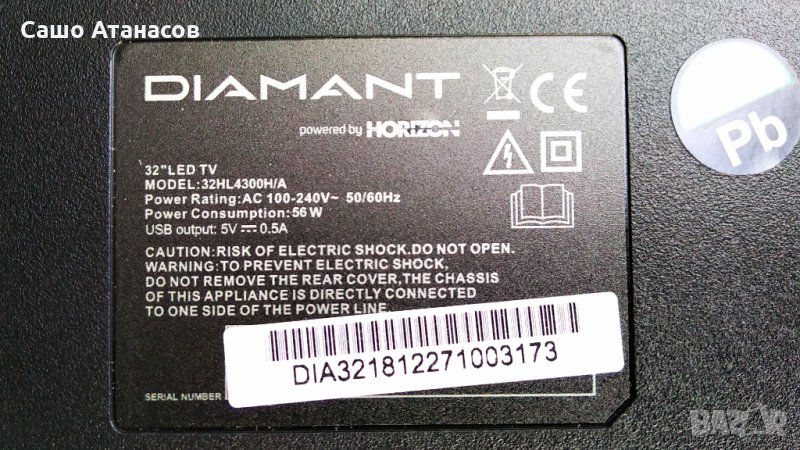 Сашо Атанасов
DIAMANT
powered by HORIZON
CE
Pb
32"LED TV
MODEL:32HL4300H/A
Power Rating:AC 100-240V~ 50/60Hz
Power Consumption:56W
USB output: 5V⎓0.5A
CAUTION:RISK OF ELECTRIC SHOCK.DO NOT OPEN.
WARNING:TO PREVENT ELECTRIC SHOCK,
DO NOT REMOVE THE REAR COVER,THE CHASSIS
OF THIS APPLIANCE IS DIRECTLY CONNECTED
TO ONE SIDE OF THE POWER LINE.
DIA321812271003173
SERIAL NUMBER
BAZAR